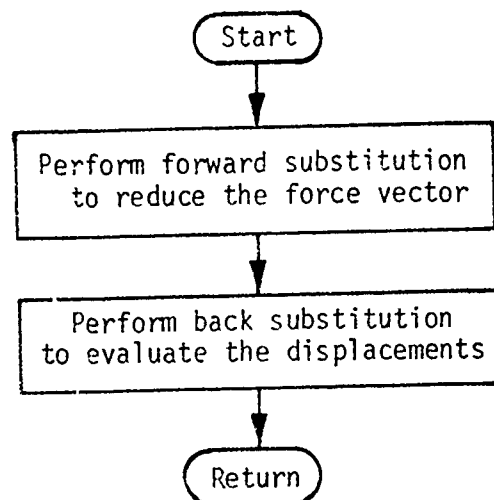 Start
Perform forward substitution
to reduce the force vector
Perform back substitution
to evaluate the displacements
Return